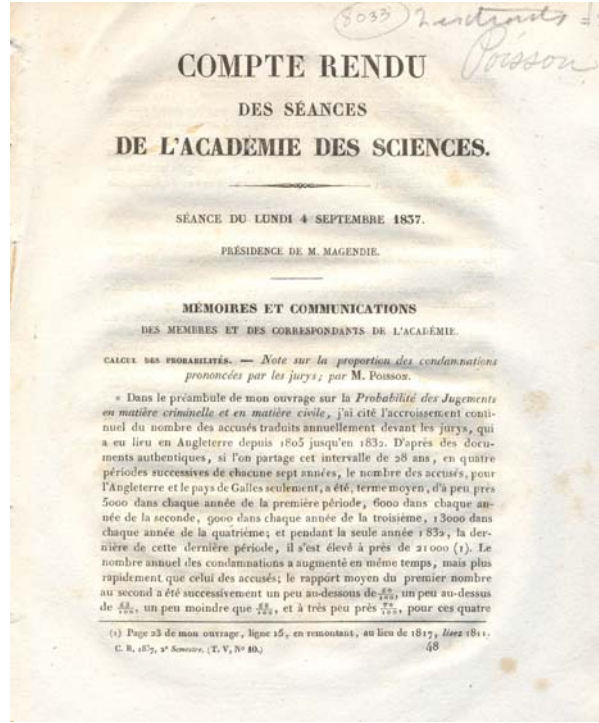 8033 2 extraits
Poisson
COMPTE RENDU
DES SÉANCES
DE L'ACADÉMIE DES SCIENCES.
SÉANCE DU LUNDI 4 SEPTEMBRE 1837.
PRÉSIDENCE DE M. MAGENDIE.
MÉMOIRES ET COMMUNICATIONS
DES MEMBRES ET DES CORRESPONDANTS DE L'ACADÉMIE.
CALCUL DES PROBABILITÉS. — Note sur la proportion des condamnations
prononcées par les jurys; par M. POISSON.
« Dans le préambule de mon ouvrage sur la Probabilité des Jugements
en matière criminelle et en matière civile, j'ai cité l'accroissement conti-
nuel du nombre des accusés traduits annuellement devant les jurys, qui
a eu lieu en Angleterre depuis 1805 jusqu'en 1832. D'après des docu-
ments authentiques, si l'on partage cet intervalle de 28 ans, en quatre
périodes successives de chacune sept années, le nombre des accusés, pour
l'Angleterre et le pays de Galles seulement, a été, terme moyen, d'à peu près
5000 dans chaque année de la première période, 6000 dans chaque an-
née de la seconde, 9000 dans chaque année de la troisième, 13000 dans
chaque année de la quatrième; et pendant la seule année 1832, la der-
nière de cette dernière période, il s'est élevé à près de 21000 (1). Le
nombre annuel des condamnations a augmenté en même temps, mais plus
rapidement que celui des accusés; le rapport moyen du premier nombre
au second a été successivement un peu au-dessous de 60/100, un peu au-dessus
de, un peu moindre que, et à très peu près, pour ces quatre
(1) Page 23 de mon ouvrage, ligne 15, en remontant, au lieu de 1817, lisez 1811.
C. R. 1837, 2e Semestre. (T. V, No 10.) 48